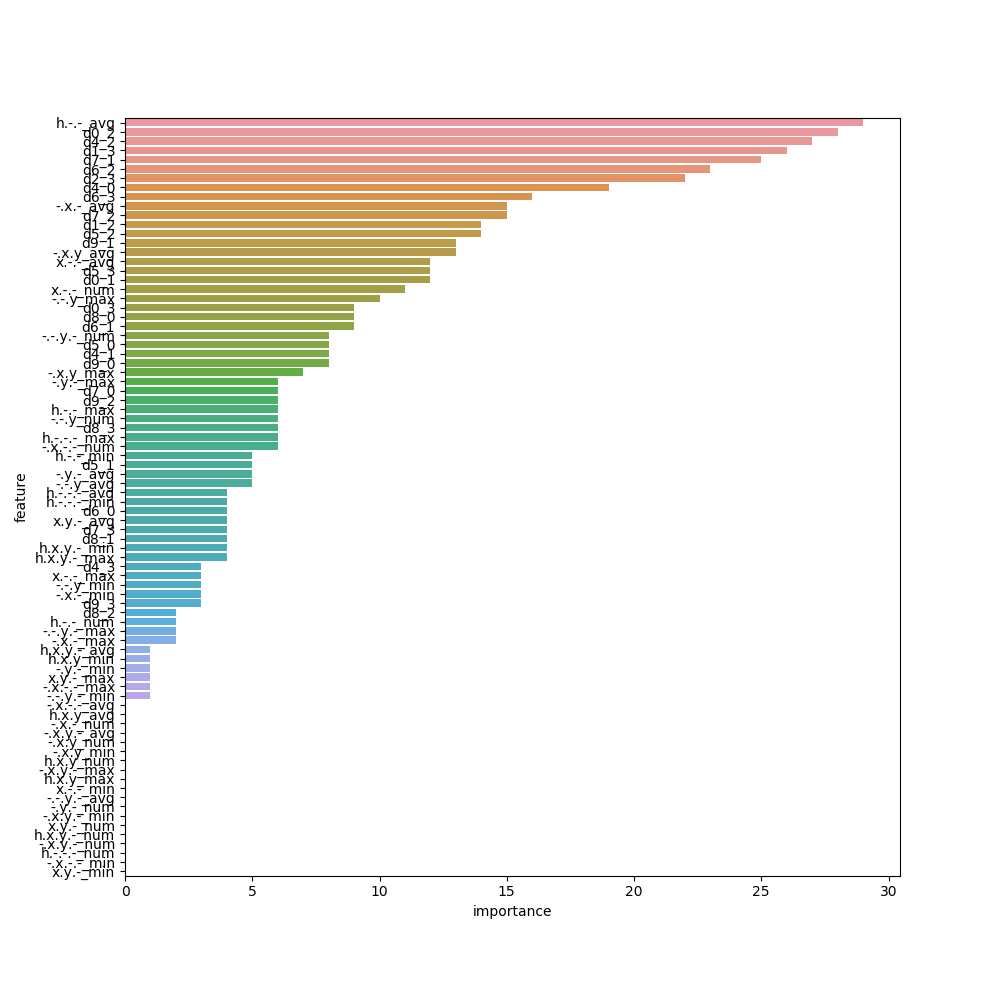 h.-.-_avg
d0_2
d4_2
d1_3
d7_1
d6_2
d2_3
d4_0
d6_3
-.x.-_avg
d7_2
d1_2
d5_2
d9_1
-.x.y_avg
x.-.-_avg
d5_3
d0_1
x.-.-_num
-.-.y_max
d0_3
d8_0
d6_1
-.-.y.-_num
d5_0
d4_1
d9_0
-.x.y_max
-.y.-_max
d7_0
d9_2
h.-.-_max
-.-.y_num
d8_3
h.-.-.-_max
-.x.-.-_num
h.-.-_min
d5_1
-.y.-_avg
-.-.y_avg
h.-.-.-_avg
h.-.-.-_min
d6_0
x.y.-_avg
d7_3
d8_1
h.x.y.-_min
h.x.y.-_max
d4_3
x.-.-_max
-.-.y_min
-.x.-_min
d9_3
d8_2
h.-.-_num
-.-.y.-_max
-.x.-_max
h.x.y.-_avg
h.x.y_min
-.y.-_min
x.y.-_max
-.x.-.-_max
-.-.y.-_min
-.x.-.-_avg
h.x.y_avg
-.x.-_num
-.x.y.-_avg
-.x.y_num
-.x.y_min
h.x.y_num
-.x.y.-_max
h.x.y_max
x.-.-_min
-.-.y.-_avg
-.y.-_num
-.x.y.-_min
x.y.-_num
h.x.y.-_num
-.x.y.-_num
h.-.-.-_num
-.x.-.-_min
x.y.-_min
feature
0 5 10 15 20 25 30
importance